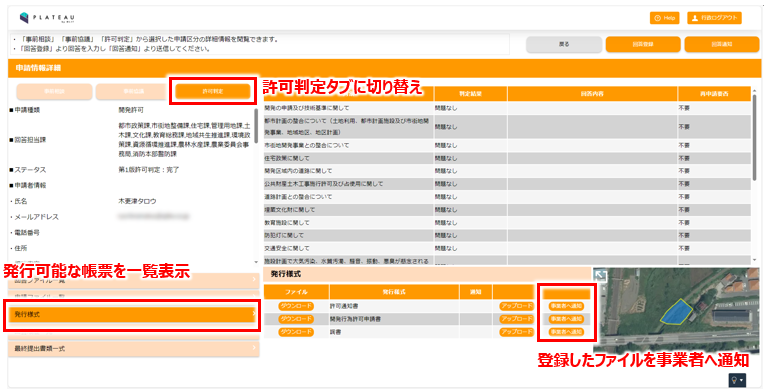 PLATEAU
by MLIT
Help
行政ログアウト
・「事前相談」「事前協議」「許可判定」から選択した申請区分の詳細情報を閲覧できます。
・「回答登録」より回答を入力し「回答通知」より送信してください。
戻る
回答登録
回答通知
申請情報詳細
事前相談
事前協議
許可判定
許可判定タブに切り替え
■申請種類
開発許可
■回答担当課
都市政策課,市街地整備課,住宅課,管理用地課,土木課,文化課,教育総務課,地域共生推進課,環境政策課,資源循環推進課,農林水産課,農業委員会事務局,消防本部警防課
■ステータス
第1版許可判定：完了
■申請者情報
・氏名
木更津タロウ
・メールアドレス
・電話番号
・住所
判定結果
回答内容
再申請要否
開発の申請及び技術基準に関して
問題なし
不要
都市計画の整合について（土地利用、都市計画施設及び市街地開発事業、地域地区、地区計画）
問題なし
不要
市街地開発事業との整合について
問題なし
不要
住宅政策に関して
問題なし
不要
開発区域内の道路に関して
問題なし
不要
公共財産土木工事施行許可及び占使用に関して
問題なし
不要
道路計画との整合について
問題なし
不要
埋蔵文化財に関して
問題なし
不要
教育施設に関して
問題なし
不要
防犯灯に関して
問題なし
不要
交通安全に関して
問題なし
不要
施設計画で大気汚染、水質汚濁、騒音、振動、悪臭が懸念される
発行可能な帳票を一覧表示
回答ファイル一覧
発行様式
最終提出書類一式
発行様式
ファイル
発行様式
通知
ダウンロード
許可通知書
アップロード
事業者へ通知
ダウンロード
開発行為許可申請書
アップロード
事業者へ通知
ダウンロード
調書
アップロード
事業者へ通知
登録したファイルを事業者へ通知